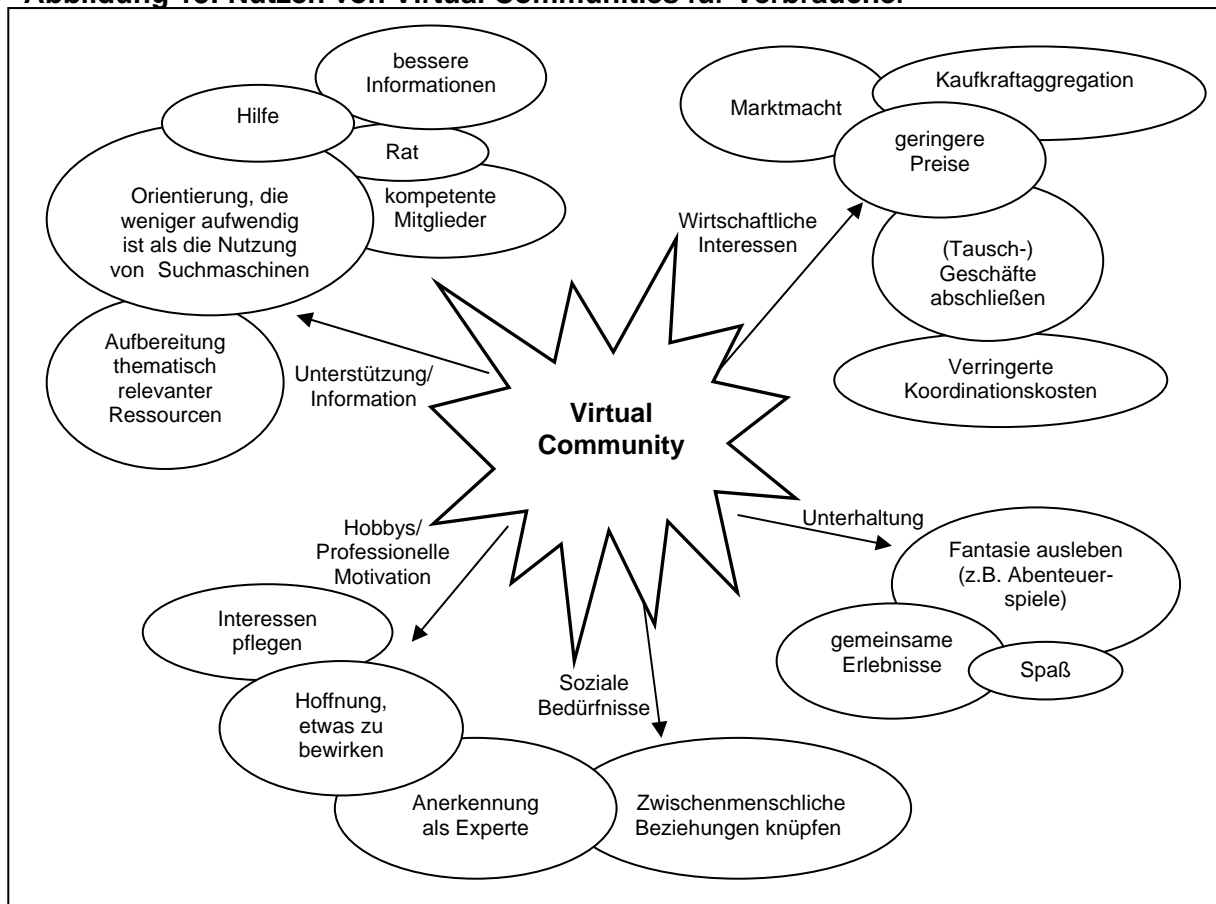 bessere
Informationen
Hilfe
Rat
kompetente
Mitglieder
Orientierung, die
weniger aufwendig
ist als die Nutzung
von Suchmaschinen
Aufbereitung
thematisch
relevanter
Ressourcen
Unterstützung/
Information
Marktmacht
Kaufkraftaggregation
geringere
Preise
Wirtschaftliche
Interessen
(Tausch-)
Geschäfte
abschließen
Verringerte
Koordinationskosten
Virtual
Community
Unterhaltung
Fantasie ausleben
(z.B. Abenteuer-
spiele)
gemeinsame
Erlebnisse
Spaß
Hobbys/
Professionelle
Motivation
Interessen
pflegen
Hoffnung,
etwas zu
bewirken
Soziale
Bedürfnisse
Anerkennung
als Experte
Zwischenmenschliche
Beziehungen knüpfen